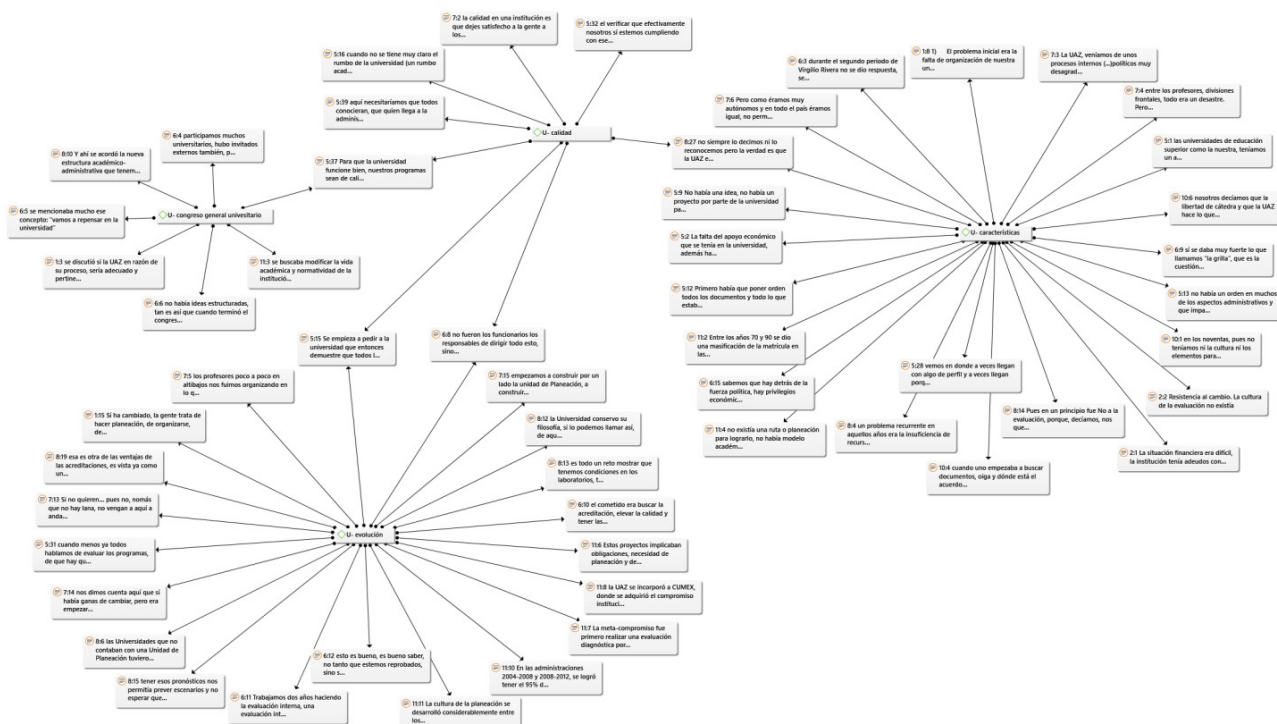 7:2 la calidad en una institución es
que dejes satisfecho a la gente a
los...
5:32 el verificar que efectivamente
nosotros sí estemos cumpliendo
con ese...
5:16 cuando no se tiene muy claro el
rumbo de la universidad (un rumbo
acad...
5:39 aquí necesitaríamos que todos
conocieran, que quien llega a la
adminis...
U- calidad
6:4 participamos muchos
universitarios, hubo invitados
externos también, p...
8:10 Y ahí se acordó la nueva
estructura académico-
administrativa que tenem...
5:37 Para que la universidad
funcione bien, nuestros programas
sean de cali...
6:5 se mencionaba mucho ese
concepto: "vamos a repensar en la
universidad"
U- congreso general univesitario
1:3 se discutió si la UAZ en razón de
su proceso, sería adecuado y
pertine...
11:3 se buscaba modificar la vida
académica y normatividad de la
institució...
6:6 no había ideas estructuradas,
tan es así que cuando terminó el
congres...
6:3 durante el segundo periodo de
Virgilio Rivera no se dio respuesta,
se...
1:8 1) El problema inicial era la
falta de organización de nuestra
un...
7:3 La UAZ, veníamos de unos
procesos internos (...)políticos muy
desagrad...
7:6 Pero como éramos muy
autónomos y en todo el país éramos
igual, no perm...
7:4 entre los profesores, divisiones
frontales, todo era un desastre.
Pero...
8:27 no siempre lo decimos ni lo
reconocemos pero la verdad es que
la UAZ e...
5:1 las universidades de educación
superior como la nuestra, teníamos
un a...
5:9 No había una idea, no había un
proyecto por parte de la universidad
pa...
10:6 nosotros decíamos que la
libertad de cátedra y que la UAZ
hace lo que...
U- características
5:2 La falta del apoyo económico
que se tenía en la universidad,
además ha...
6:9 sí se daba muy fuerte lo que
llamamos "la grilla", que es la
cuestión...
5:12 Primero había que poner orden
todos los documentos y todo lo que
estab...
5:13 no había un orden en muchos
de los aspectos administrativos y
que impa...
11:2 Entre los años 70 y 90 se dio
una masificación de la matrícula en
las...
10:1 en los noventas, pues no
teníamos ni la cultura ni los
elementos para...
5:28 vemos en donde a veces llegan
con algo de perfil y a veces llegan
porq...
6:15 sabemos que hay detrás de la
fuerza política, hay privilegios
económic...
2:2 Resistencia al cambio. La cultura
de la evaluación no existía
8:14 Pues en un principio fue No a la
evaluación, porque, decíamos, nos
que...
8:4 un problema recurrente en
aquellos años era la insuficiencia de
recurs...
11:4 no existía una ruta o planeación
para lograrlo, no había modelo
académ...
2:1 La situación financiera era difícil,
la institución tenía adeudos con...
10:4 cuando uno empezaba a buscar
documentos, oiga y dónde está el
acuerdo...
5:15 Se empieza a pedir a la
universidad que entonces
demuestre que todos l...
6:8 no fueron los funcionarios los
responsables de dirigir todo esto,
sino...
7:5 los profesores poco a poco en
altibajos nos fuimos organizando en
lo q...
7:15 empezamos a construir por un
lado la unidad de Planeación, a
construir...
1:15 Sí ha cambiado, la gente trata de
hacer planeación, de organizarse,
de...
8:12 la Universidad conservo su
filosofía, si lo podemos llamar así,
de aqu...
8:19 esa es otra de las ventajas de
las acreditaciones, es vista ya como
un...
8:13 es todo un reto mostrar que
tenemos condiciones en los
laboratorios, t...
7:13 Si no quieren... pues no, nomás
que no hay lana, no vengan a aquí a
anda...
6:10 el cometido era buscar la
acreditación, elevar la calidad y
tener las...
U- evolución
5:31 cuando menos ya todos
hablamos de evaluar los programas,
de que hay qu...
11:6 Estos proyectos implicaban
obligaciones, necesidad de
planeación y de...
7:14 nos dimos cuenta aquí que sí
había ganas de cambiar, pero era
empezar...
11:8 la UAZ se incorporó a CUMEX,
donde se adquirió el compromiso
instituci...
8:6 las Universidades que no
contaban con una Unidad de
Planeación tuviero...
11:7 La meta-compromiso fue
primero realizar una evaluación
diagnóstica por...
8:15 tener esos pronósticos nos
permitía prever escenarios y no
esperar que...
6:12 esto es bueno, es bueno saber,
no tanto que estemos reprobados,
sino s...
11:10 En las administraciones
2004-2008 y 2008-2012, se logró
tener el 95% d...
6:11 Trabajamos dos años haciendo
la evaluación interna, una
evaluación int...
11:11 La cultura de la planeación se
desarrolló considerablemente entre
los...